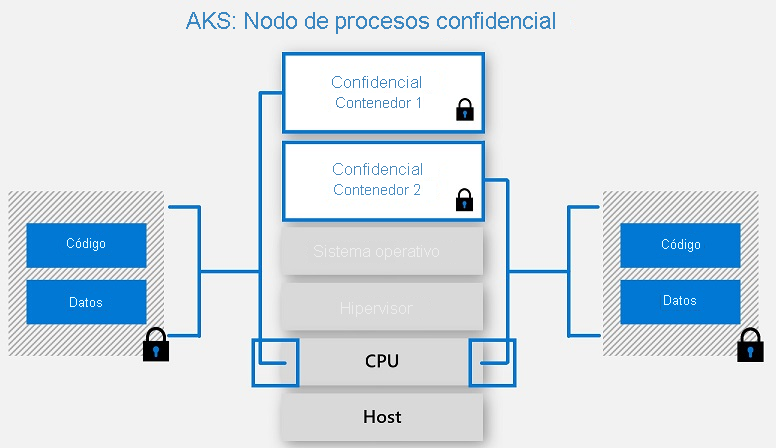 AKS: Nodo de procesos confidencial
Confidencial
Contenedor 1
Confidencial
Contenedor 2
Código
Datos
Sistema operativo
Hipervisor
CPU
Host
Código
Datos